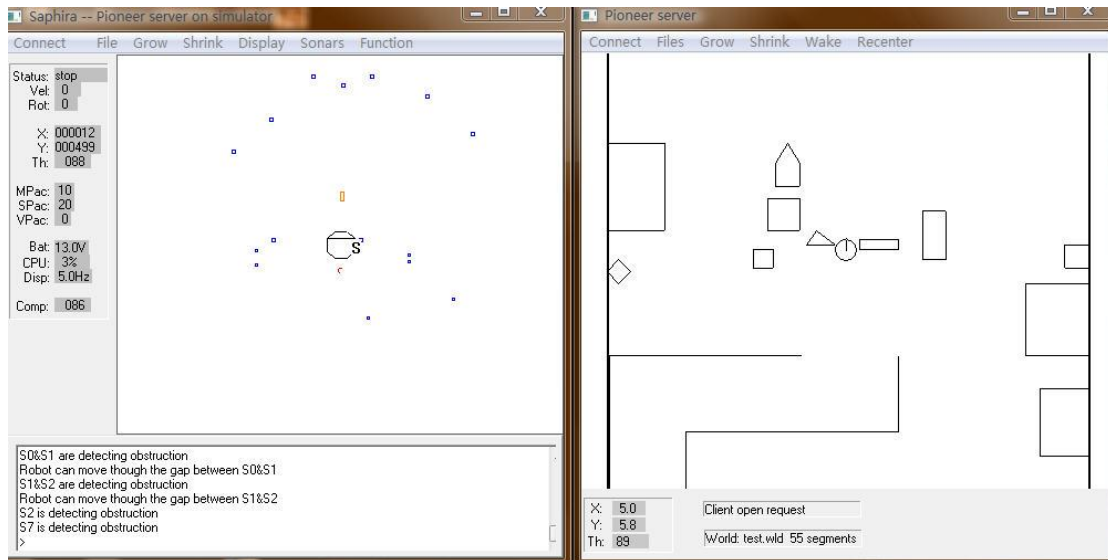 Saphira -- Pioneer server on simulator
Connect File Grow Shrink Display Sonars Function
Status: stop
Vel: 0
Rot: 0
X: 000012
Y: 000499
Th: 088
MPac: 10
SPac: 20
VPac: 0
Bat: 13.0V
CPU: 3%
Disp: 5.0Hz
Comp: 086
S
S0&S1 are detecting obstruction
Robot can move though the gap between S0&S1
S1&S2 are detecting obstruction
Robot can move though the gap between S1&S2
S2 is detecting obstruction
S7 is detecting obstruction
>
Pioneer server
Connect Files Grow Shrink Wake Recenter
X: 5.0
Y: 5.8
Th: 89
Client open request
World: test.wld 55 segments